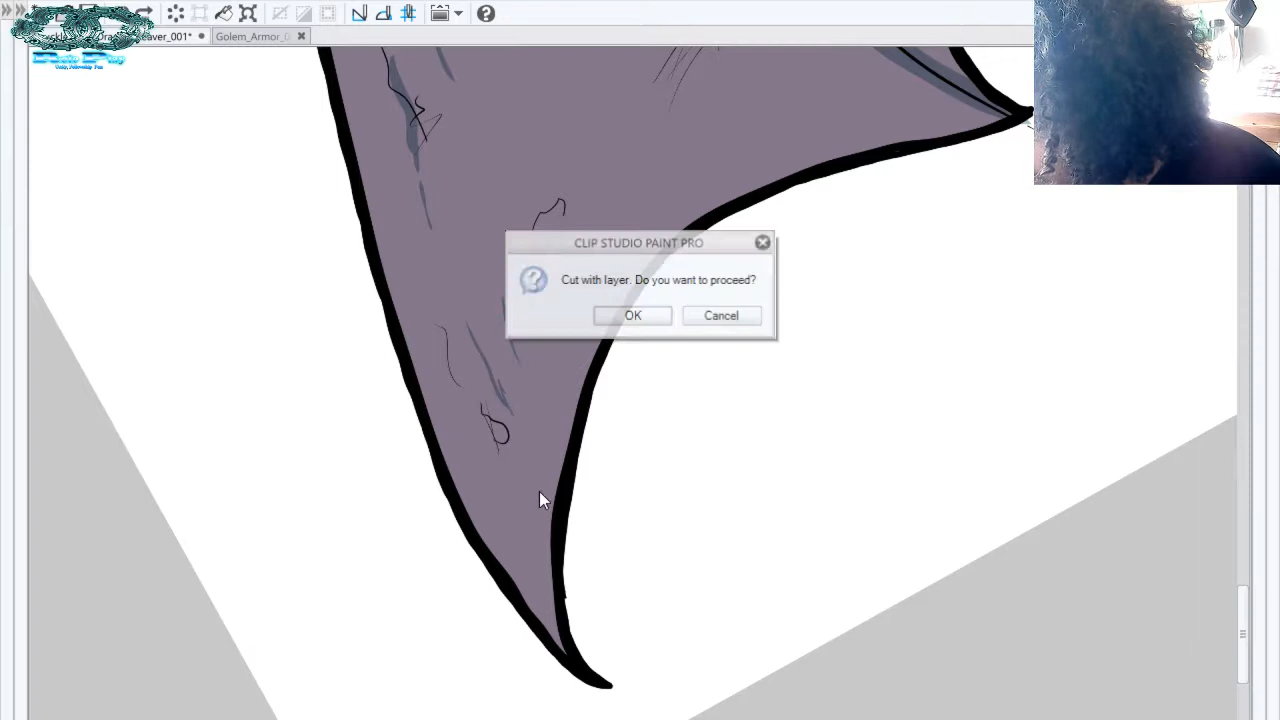 eaver_001*
Golem_Armor_0
CLIP STUDIO PAINT PRO
Cut with layer. Do you want to proceed?
OK
Cancel